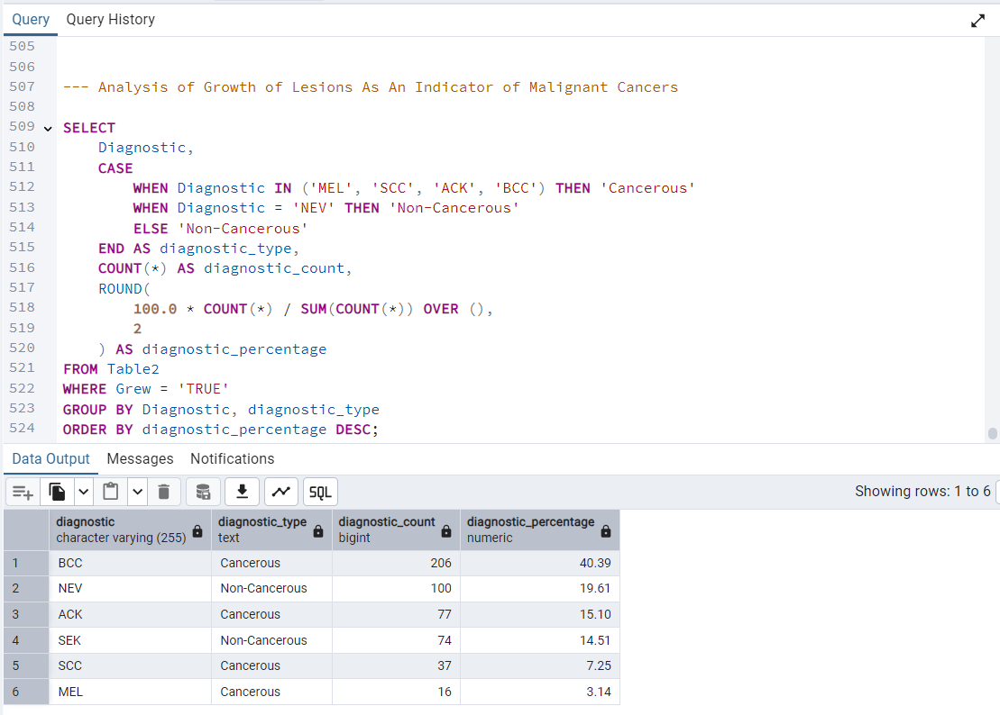 Query Query History
505
506
507 --- Analysis of Growth of Lesions As An Indicator of Malignant Cancers
508
509 SELECT
510 Diagnostic,
511 CASE
512 WHEN Diagnostic IN ('MEL', 'SCC', 'ACK', 'BCC') THEN 'Cancerous'
513 WHEN Diagnostic = 'NEV' THEN 'Non-Cancerous'
514 ELSE 'Non-Cancerous'
515 END AS diagnostic_type,
516 COUNT(*) AS diagnostic_count,
517 ROUND(
518 100.0 * COUNT(*) / SUM(COUNT(*)) OVER (),
519 2
520 ) AS diagnostic_percentage
521 FROM Table2
522 WHERE Grew = 'TRUE'
523 GROUP BY Diagnostic, diagnostic_type
524 ORDER BY diagnostic_percentage DESC;
Data Output Messages Notifications
SQL Showing rows: 1 to 6
diagnostic diagnostic_type diagnostic_count diagnostic_percentage
character varying (255) text bigint numeric
1 BCC Cancerous 206 40.39
2 NEV Non-Cancerous 100 19.61
3 ACK Cancerous 77 15.10
4 SEK Non-Cancerous 74 14.51
5 SCC Cancerous 37 7.25
6 MEL Cancerous 16 3.14